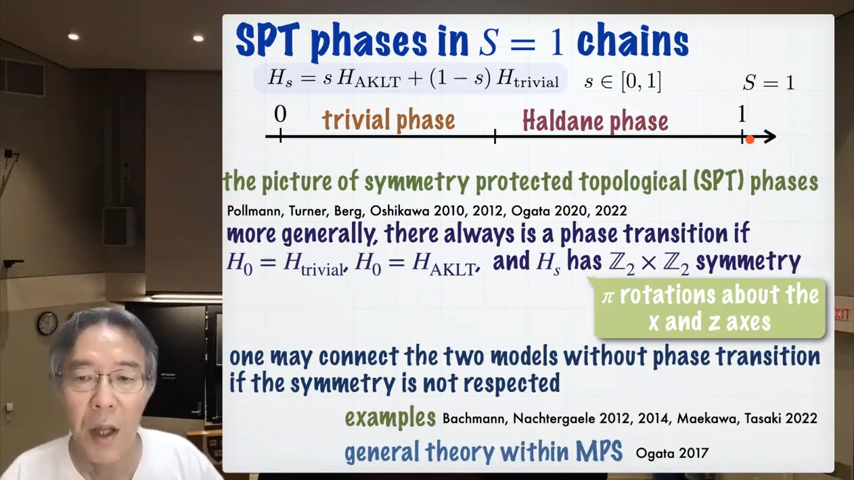 SPT phases in S = 1 chains
H_s = s H_AKLT + (1 − s) H_trivial   s ∈ [0, 1]   S = 1
0   trivial phase   Haldane phase   1
the picture of symmetry protected topological (SPT) phases
Pollmann, Turner, Berg, Oshikawa 2010, 2012, Ogata 2020, 2022
more generally, there always is a phase transition if
H_0 = H_trivial, H_0 = H_AKLT, and H_s has ℤ_2 × ℤ_2 symmetry
π rotations about the
x and z axes
one may connect the two models without phase transition
if the symmetry is not respected
examples Bachmann, Nachtergaele 2012, 2014, Maekawa, Tasaki 2022
general theory within MPS Ogata 2017